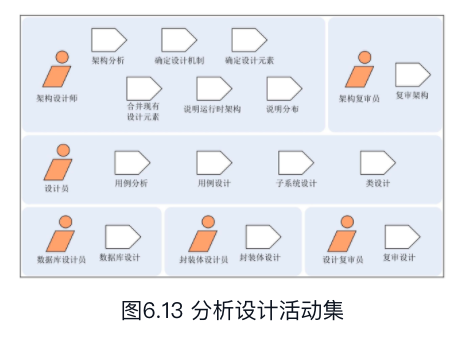 架构分析
确定设计机制
确定设计元素
架构设计师
合并现有
设计元素
说明运行时架构
说明分布
架构复审员
复审架构
设计员
用例分析
用例设计
子系统设计
类设计
数据库设计员
数据库设计
封装体设计员
封装体设计
设计复审员
复审设计
图6.13 分析设计活动集